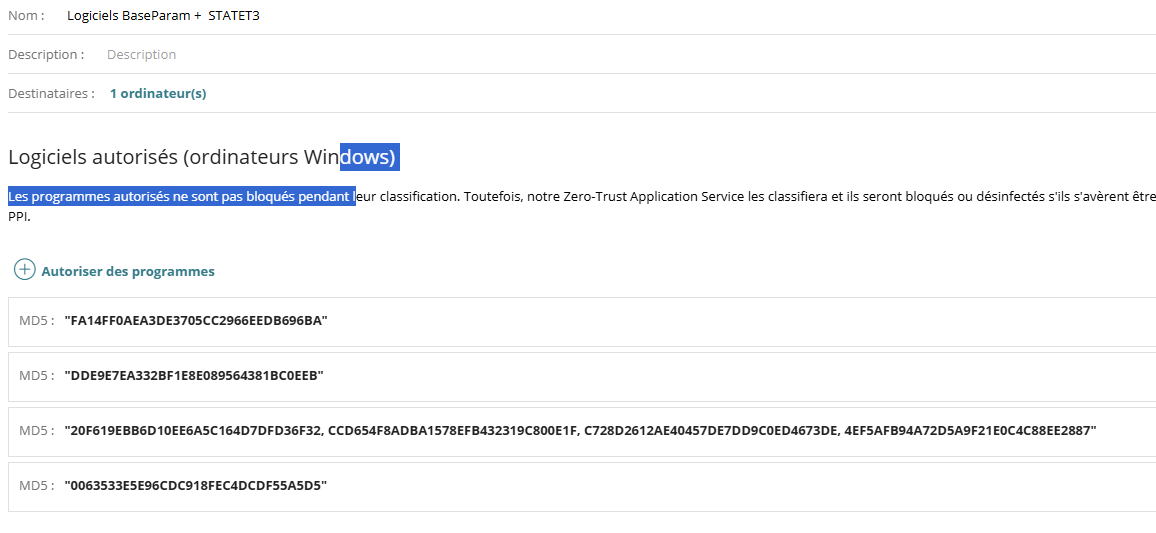 Nom : Logiciels BaseParam + STATET3
Description : Description
Destinataires : 1 ordinateur(s)
Logiciels autorisés (ordinateurs Windows)
Les programmes autorisés ne sont pas bloqués pendant leur classification. Toutefois, notre Zero-Trust Application Service les classifiera et ils seront bloqués ou désinfectés s'ils s'avèrent être
PPI.
Autoriser des programmes
MD5 : "FA14FF0AEA3DE3705CC2966EEDB696BA"
MD5 : "DDE9E7EA332BF1E8E089564381BC0EEB"
MD5 : "20F619EBB6D10EE6A5C164D7DFD36F32, CCD654F8ADBA1578EFB432319C800E1F, C728D2612AE40457DE7DD9C0ED4673DE, 4EF5AFB94A72D5A9F21E0C4C88EE2887"
MD5 : "0063533E5E96CDC918FEC4DCDF55A5D5"